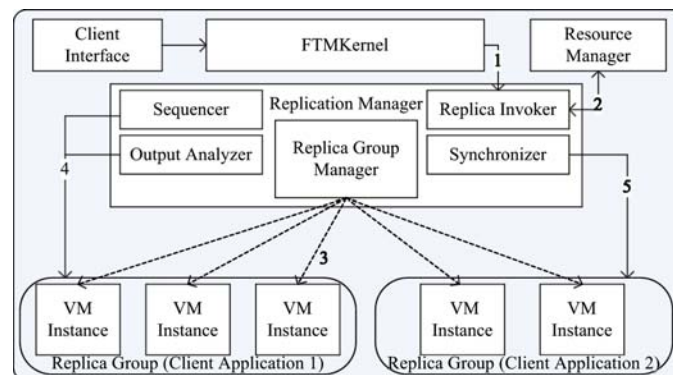 Client
Interface
FTMKernel
Resource
Manager
1
2
Sequencer
Replication Manager
Replica Invoker
Output Analyzer
Replica Group
Manager
Synchronizer
4
5
3
VM
Instance
VM
Instance
VM
Instance
VM
Instance
VM
Instance
Replica Group (Client Application 1)
Replica Group (Client Application 2)